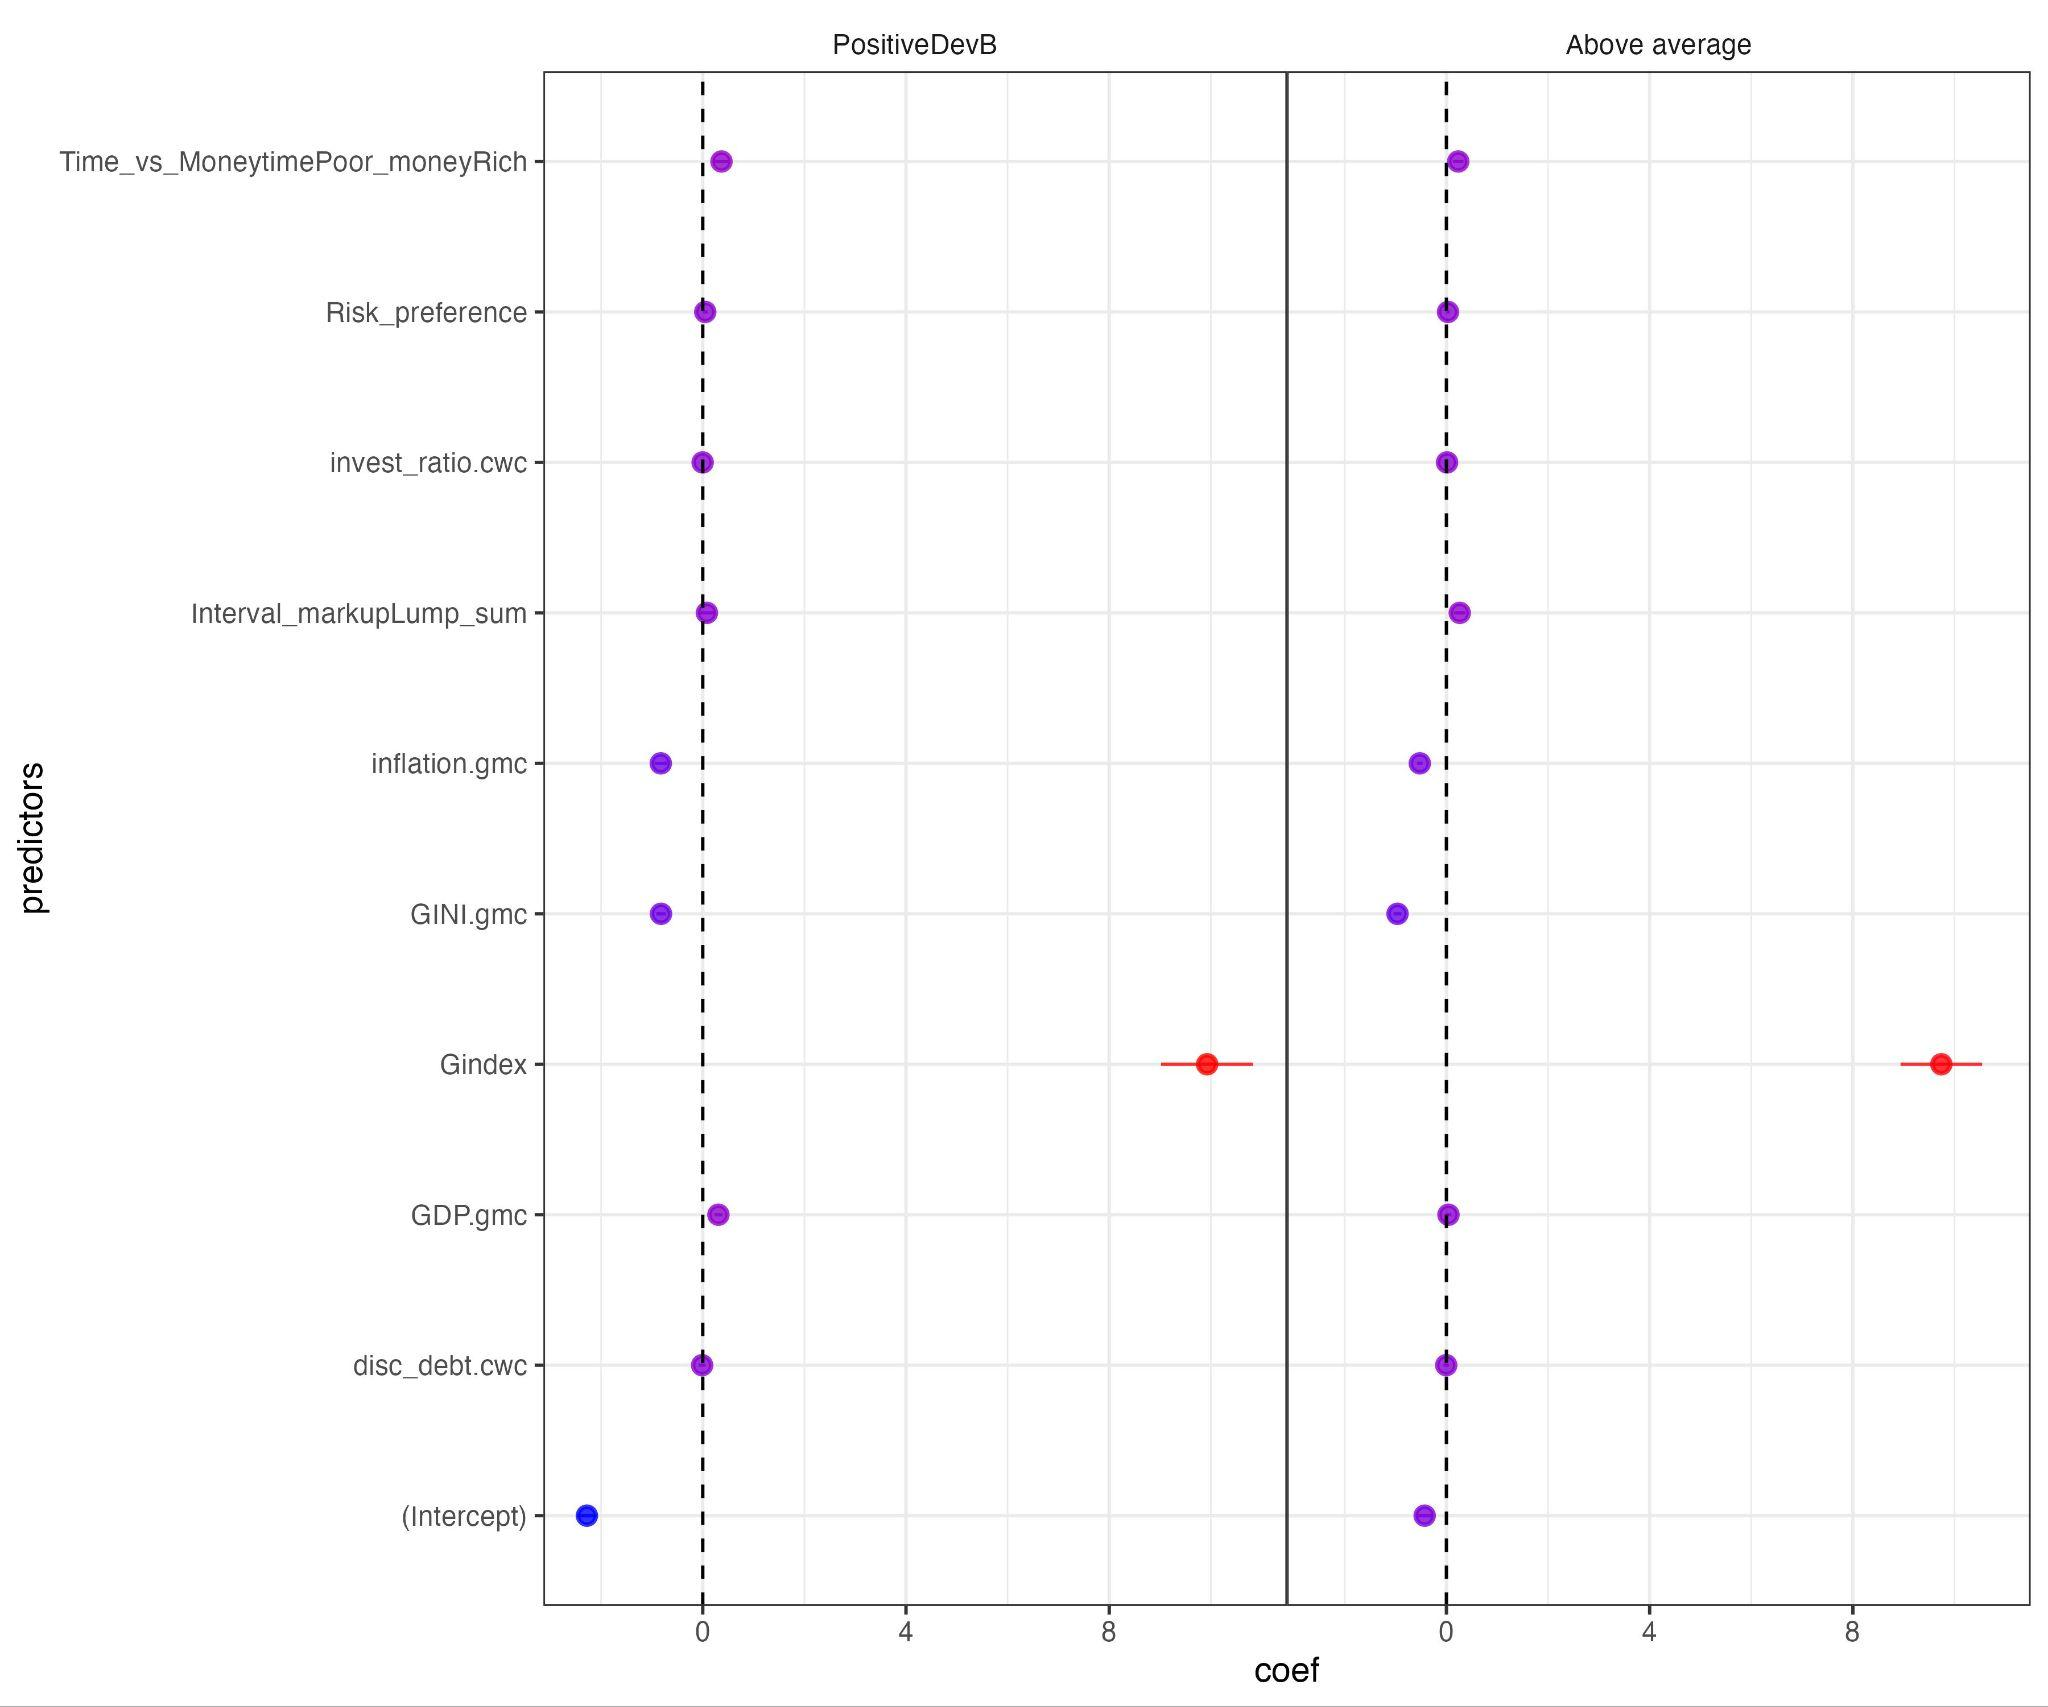 PositiveDevB
Above average
Time_vs_MoneytimePoor_moneyRich
Risk_preference
invest_ratio.cwc
Interval_markupLump_sum
inflation.gmc
GINI.gmc
Gindex
GDP.gmc
disc_debt.cwc
(Intercept)
predictors
0 4 8
0 4 8
coef